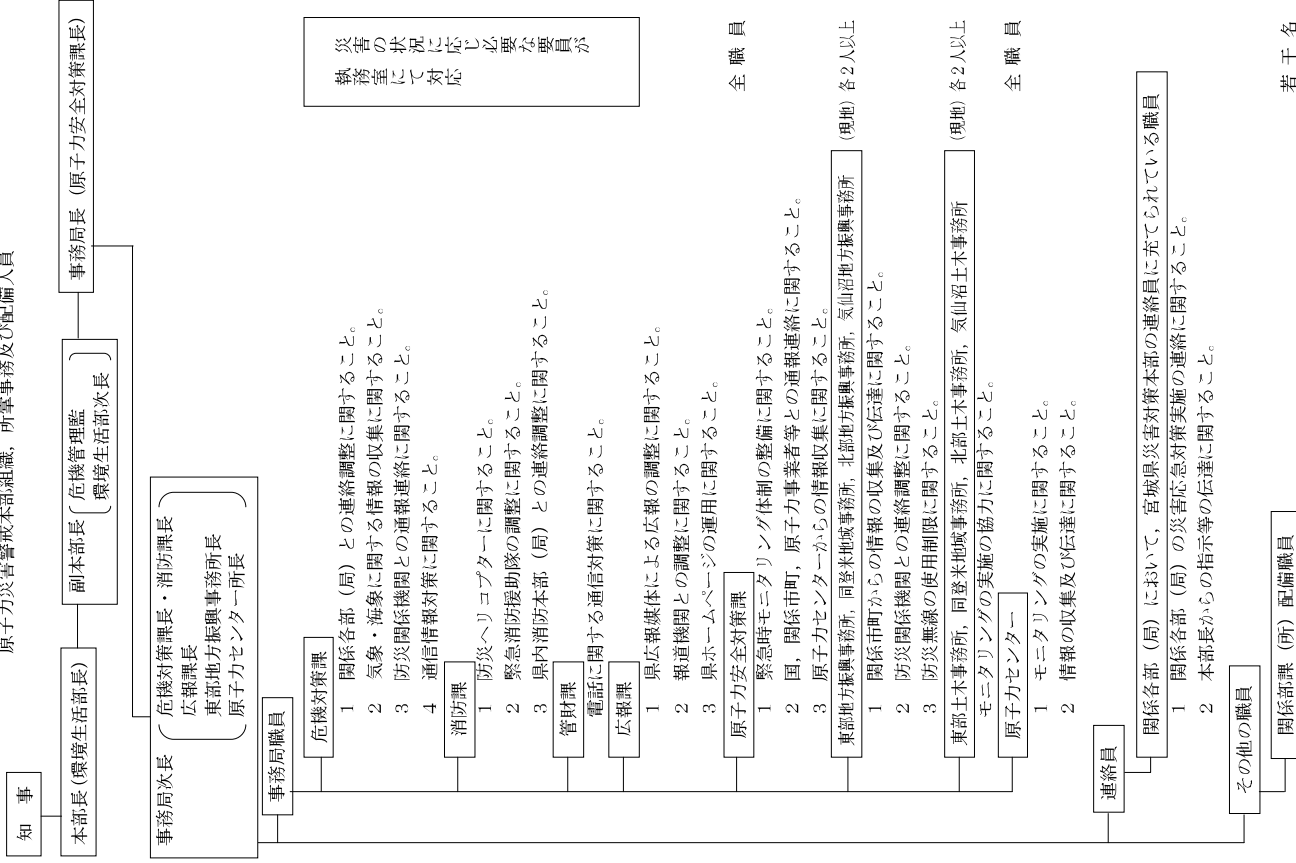 原子力災害警戒本部組織，所掌事務及び配備人員
知　事
本部長（環境生活部長）
副本部長
危機管理監
環境生活部次長
事務局長（原子力安全対策課長）
事務局次長
危機対策課長・消防課長
広報課長
東部地方振興事務所長
原子力センター所長
事務局職員
危機対策課
1　関係各部（局）との連絡調整に関すること。
2　気象・海象に関する情報の収集に関すること。
3　防災関係機関との通報連絡に関すること。
4　通信情報対策に関すること。
災害の状況に応じ必要な要員が
執務室にて対応
消防課
1　防災ヘリコプターに関すること。
2　緊急消防援助隊の調整に関すること。
3　県内消防本部（局）との連絡調整に関すること。
管財課
電話に関する通信対策に関すること。
広報課
1　県広報媒体による広報の調整に関すること。
2　報道機関との調整に関すること。
3　県ホームページの運用に関すること。
原子力安全対策課
全 職 員
1　緊急時モニタリング体制の整備に関すること。
2　国，関係市町，原子力事業者等との通報連絡に関すること。
3　原子力センターからの情報収集に関すること。
東部地方振興事務所，同登米地域事務所，北部地方振興事務所，気仙沼地方振興事務所
（現地）各２人以上
1　関係市町からの情報の収集及び伝達に関すること。
2　防災関係機関との連絡調整に関すること。
3　防災無線の使用制限に関すること。
東部土木事務所，同登米地域事務所，北部土木事務所，気仙沼土木事務所
（現地）各２人以上
モニタリングの実施の協力に関すること。
原子力センター
全 職 員
1　モニタリングの実施に関すること。
2　情報の収集及び伝達に関すること。
連絡員
関係各部（局）において，宮城県災害対策本部の連絡員に充てられている職員
1　関係各部（局）の災害応急対策実施の連絡に関すること。
2　本部長からの指示等の伝達に関すること。
その他の職員
関係部課（所）配備職員
若 干 名